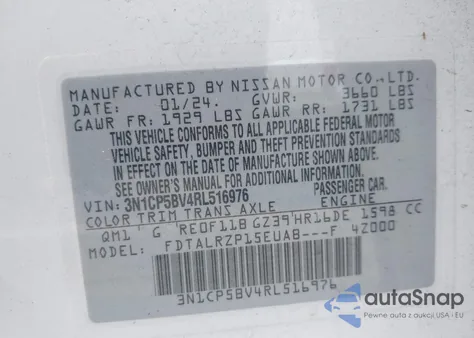 MANUFACTURED BY NISSAN MOTOR CO.,LTD.
DATE: 01/24. GVWR: 3660 LBS
GAWR FR: 1929 LBS GAWR RR: 1731 LBS
THIS VEHICLE CONFORMS TO ALL APPLICABLE FEDERAL MOTOR
VEHICLE SAFETY, BUMPER, AND THEFT PREVENTION STANDARDS
IN EFFECT ON THE DATE OF MANUFACTURE SHOWN ABOVE.
SEE OWNER'S MANUAL FOR ADDITIONAL INFORMATION.
VIN: 3N1CP5BV4RL516976 PASSENGER CAR
COLOR TRIM TRANS AXLE ENGINE
QM1 G RE0F11B GZ39 HR16DE 1598 CC
MODEL: FDTALRZP15EUAB---F 4Z000
3N1CP5BV4RL516976
autoSnap
Pewne auta z USA i EU